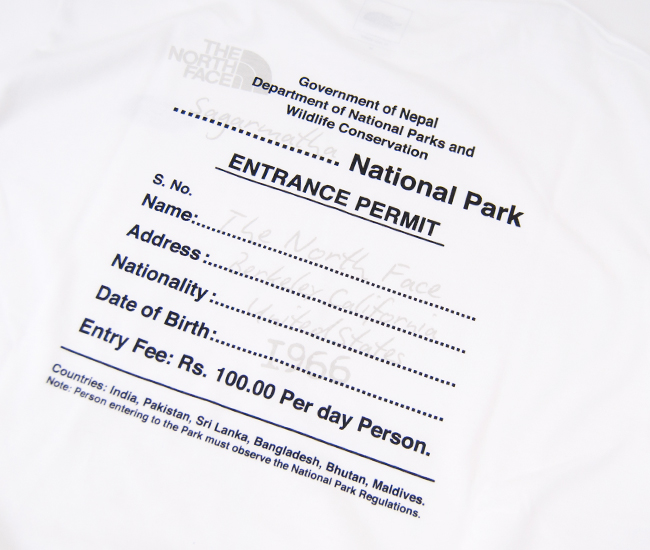 THE
NORTH
FACE
Government of Nepal
Department of National Parks and
Wildlife Conservation
Sagarmatha
........................ National Park
ENTRANCE PERMIT
S. No.
Name:........................................
The North Face
Address :........................................
Berkeley California
Nationality :........................................
United States
Date of Birth:........................................
1966
Entry Fee: Rs. 100.00 Per day Person.
Countries: India, Pakistan, Sri Lanka, Bangladesh, Bhutan, Maldives.
Note: Person entering to the Park must observe the National Park Regulations.